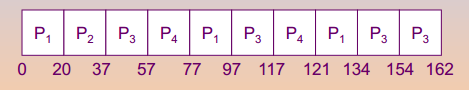 P₁ P₂ P₃ P₄ P₁ P₃ P₄ P₁ P₃ P₃
0 20 37 57 77 97 117 121 134 154 162